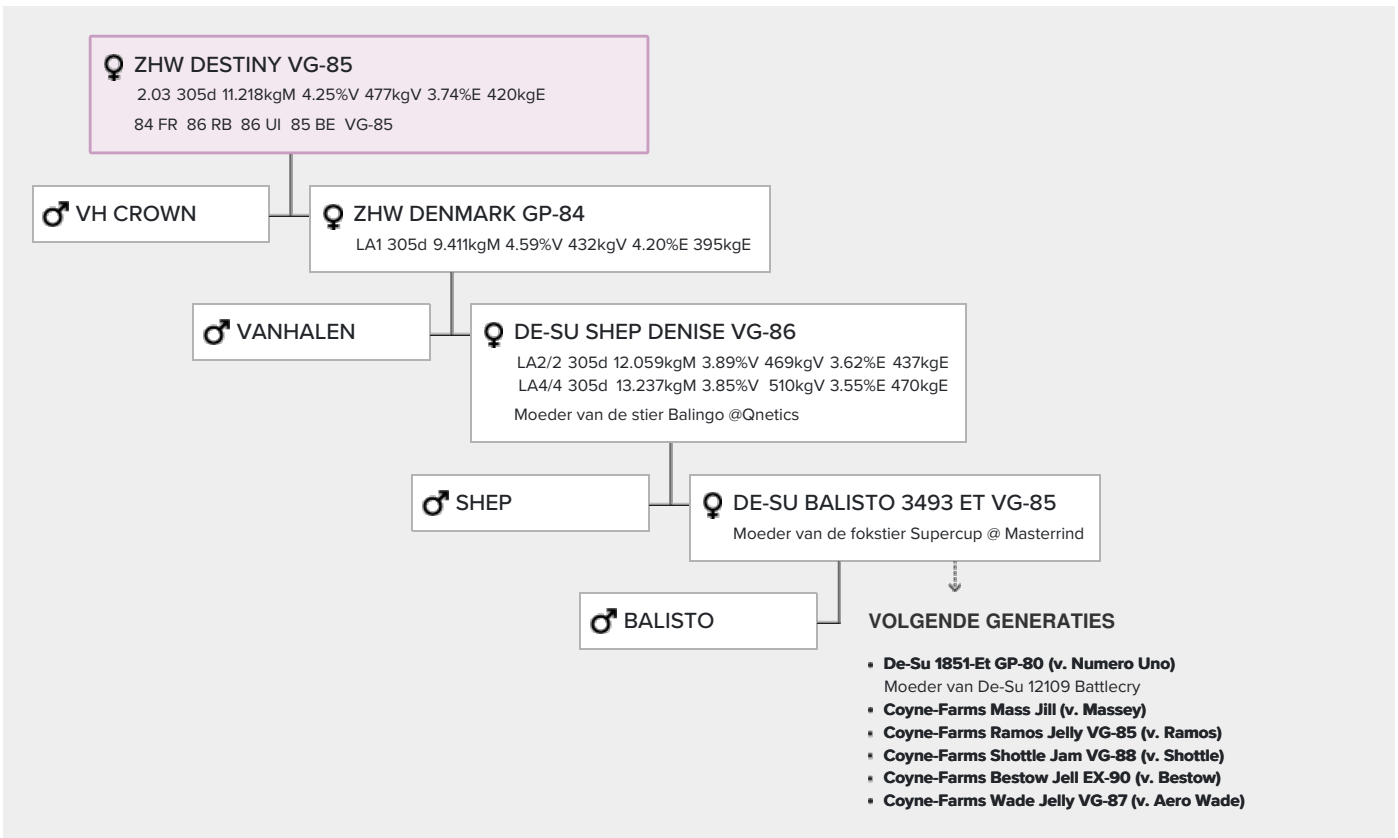 ZHW DESTINY VG-85
2.03 305d 11.218kgM 4.25%V 477kgV 3.74%E 420kgE
84 FR 86 RB 86 UI 85 BE VG-85
VH CROWN
ZHW DENMARK GP-84
LA1 305d 9.411kgM 4.59%V 432kgV 4.20%E 395kgE
VANHALEN
DE-SU SHEP DENISE VG-86
LA2/2 305d 12.059kgM 3.89%V 469kgV 3.62%E 437kgE
LA4/4 305d 13.237kgM 3.85%V 510kgV 3.55%E 470kgE
Moeder van de stier Balingo @Qnetics
SHEP
DE-SU BALISTO 3493 ET VG-85
Moeder van de fokstier Supercup @ Masterrind
BALISTO
VOLGENDE GENERATIES
• De-Su 1851-Et GP-80 (v. Numero Uno)
Moeder van De-Su 12109 Battlecry
• Coyne-Farms Mass Jill (v. Massey)
• Coyne-Farms Ramos Jelly VG-85 (v. Ramos)
• Coyne-Farms Shottle Jam VG-88 (v. Shottle)
• Coyne-Farms Bestow Jell EX-90 (v. Bestow)
• Coyne-Farms Wade Jelly VG-87 (v. Aero Wade)